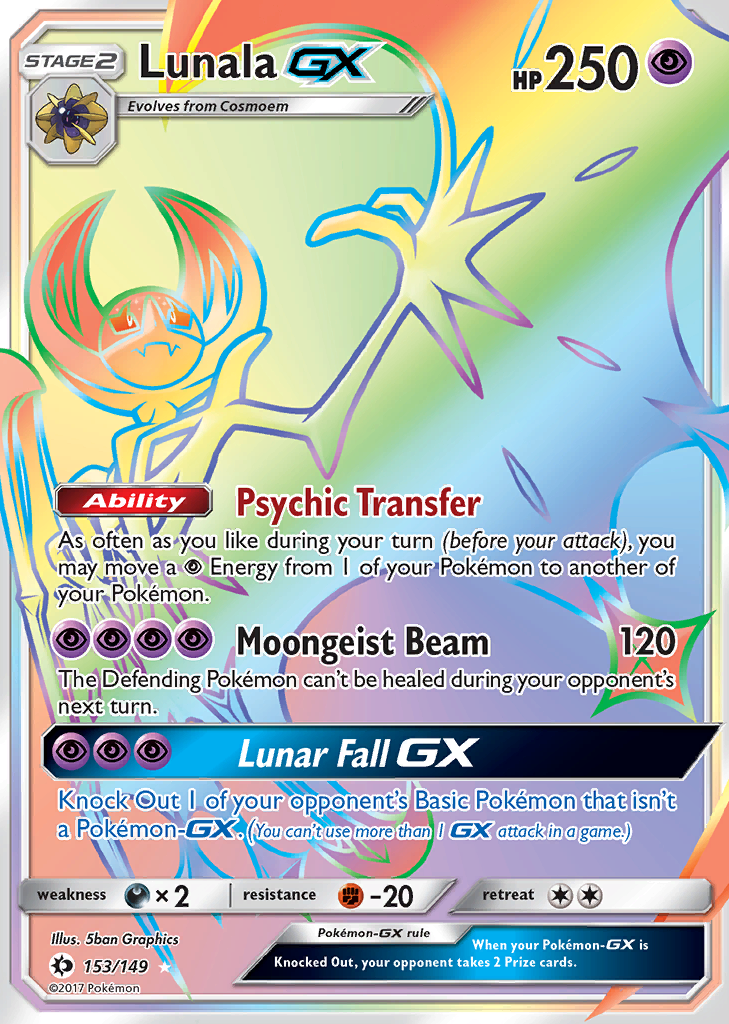 STAGE2 Lunala GX HP250
Evolves from Cosmoem
Ability Psychic Transfer
As often as you like during your turn (before your attack), you
may move a Energy from 1 of your Pokémon to another of
your Pokémon.
Moongeist Beam 120
The Defending Pokémon can't be healed during your opponent's
next turn.
Lunar Fall GX
Knock Out 1 of your opponent's Basic Pokémon that isn't
a Pokémon-GX. (You can't use more than 1 GX attack in a game.)
weakness ×2 resistance -20 retreat
Illus. 5ban Graphics
153/149
©2017 Pokémon
Pokémon-GX rule
When your Pokémon-GX is
Knocked Out, your opponent takes 2 Prize cards.